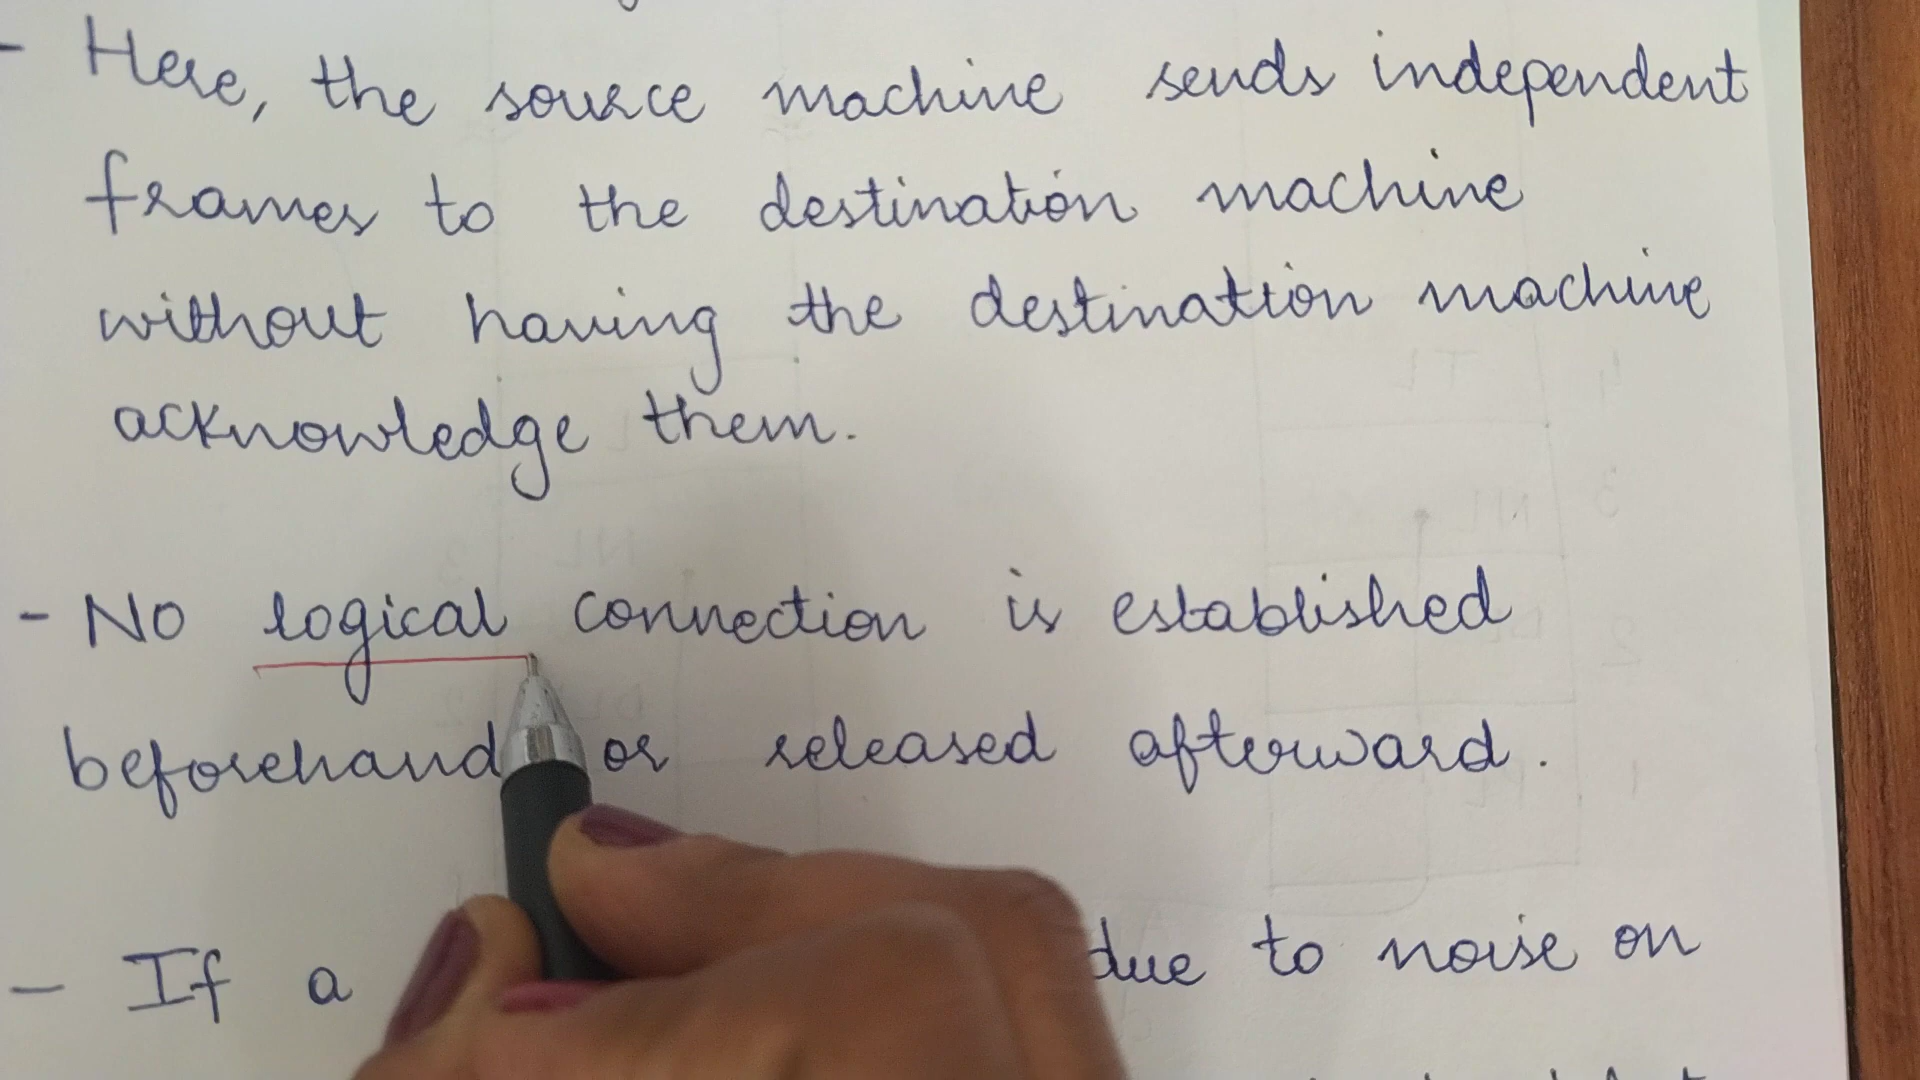 - Here, the source machine sends independent
frames to the destination machine
without having the destination machine
acknowledge them.
- No logical connection is established
beforehand or released afterward.
- If a due to noise on